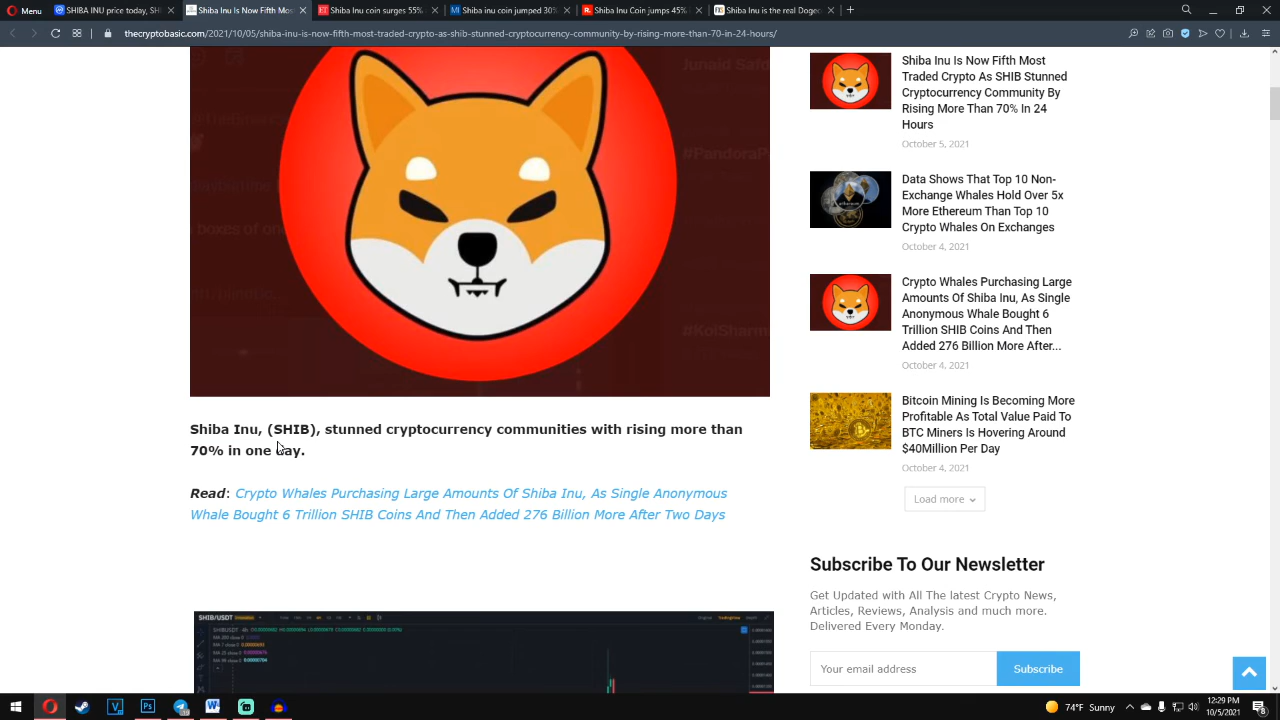 Menu
SHIB price today, SH
Shiba Inu Is Now Fifth M
Shiba Inu coin surges 55%
Shiba inu coin jumped 30%
Shiba Inu Coin Jumps 45%
Shiba Inu is the real Dog
thecryptobasic.com/2021/10/05/shiba-inu-is-now-fifth-most-traded-crypto-as-shib-stunned-cryptocurrency-community-by-rising-more-than-70-in-24-hours/
#KoiSharm
Shiba Inu, (SHIB), stunned cryptocurrency communities with rising more than
70% in one day.
Read: Crypto Whales Purchasing Large Amounts Of Shiba Inu, As Single Anonymous
Whale Bought 6 Trillion SHIB Coins And Then Added 276 Billion More After Two Days
SHIB/USDT
Shiba Inu Is Now Fifth Most
Traded Crypto As SHIB Stunned
Cryptocurrency Community By
Rising More Than 70% In 24
Hours
October 5, 2021
Data Shows That Top 10 Non-
Exchange Whales Hold Over 5x
More Ethereum Than Top 10
Crypto Whales On Exchanges
October 4, 2021
Crypto Whales Purchasing Large
Amounts Of Shiba Inu, As Single
Anonymous Whale Bought 6
Trillion SHIB Coins And Then
Added 276 Billion More After...
October 4, 2021
Bitcoin Mining Is Becoming More
Profitable As Total Value Paid To
BTC Miners Is Hovering Around
$40Million Per Day
October 4, 2021
Load more
Subscribe To Our Newsletter
Get Updated with All The latest Crypto News,
Articles, Reviews, Analysis and much more.
Delivered Every Monday
Your email address:
Subscribe
74°F Sunny
12:29 PM
10/5/2021